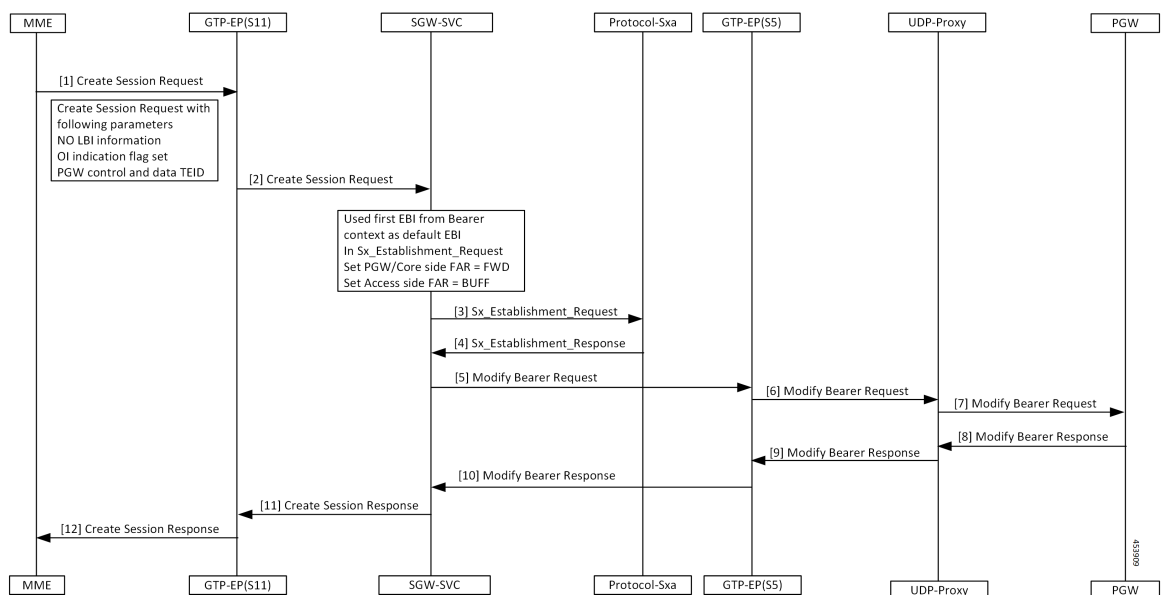 MME
GTP-EP(S11)
SGW-SVC
Protocol-Sxa
GTP-EP(S5)
UDP-Proxy
PGW
[1] Create Session Request
Create Session Request with
following parameters
NO LBI information
OI indication flag set
PGW control and data TEID
[2] Create Session Request
Used first EBI from Bearer
context as default EBI
In Sx_Establishment_Request
Set PGW/Core side FAR = FWD
Set Access side FAR = BUFF
[3] Sx_Establishment_Request
[4] Sx_Establishment_Response
[5] Modify Bearer Request
[6] Modify Bearer Request
[7] Modify Bearer Request
[8] Modify Bearer Response
[9] Modify Bearer Response
[10] Modify Bearer Response
[11] Create Session Response
[12] Create Session Response
453909
MME
GTP-EP(S11)
SGW-SVC
Protocol-Sxa
GTP-EP(S5)
UDP-Proxy
PGW